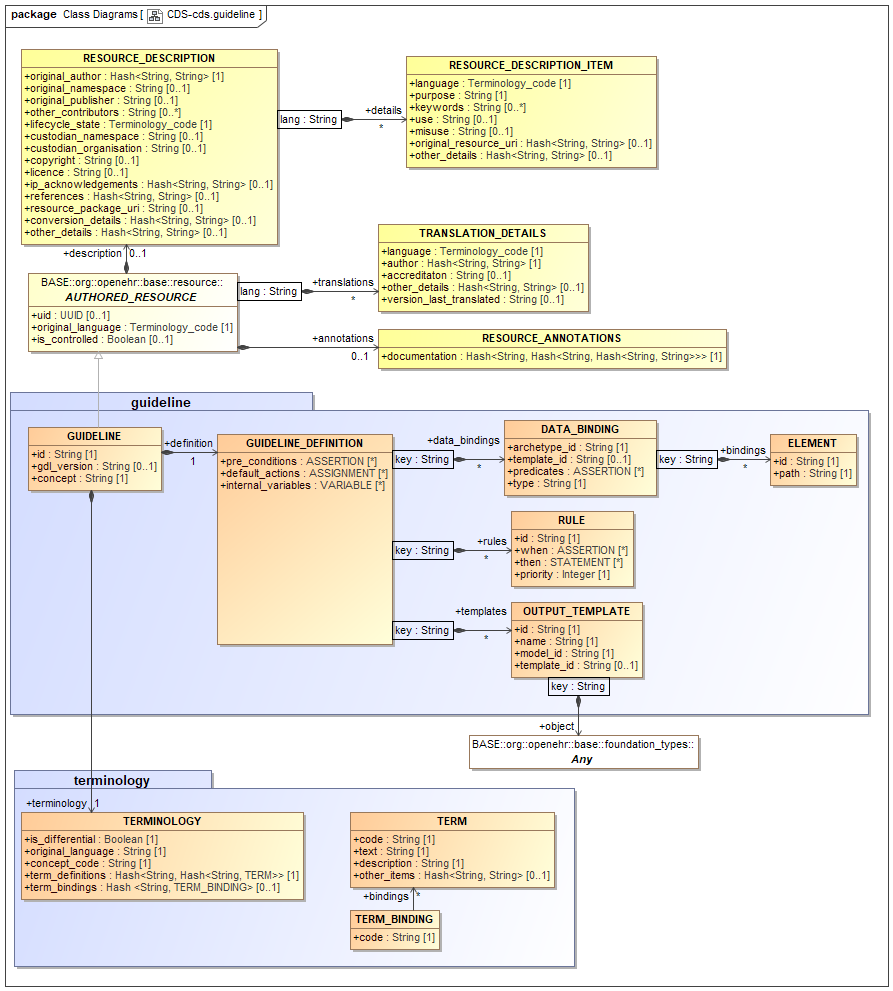 package Class Diagrams [ CDS-cds.guideline ]
RESOURCE_DESCRIPTION
+original_author : Hash<String, String> [1]
+original_namespace : String [0..1]
+original_publisher : String [0..1]
+other_contributors : String [0..*]
+lifecycle_state : Terminology_code [1]
+custodian_namespace : String [0..1]
+custodian_organisation : String [0..1]
+copyright : String [0..1]
+licence : String [0..1]
+ip_acknowledgements : Hash<String, String> [0..1]
+references : Hash<String, String> [0..1]
+resource_package_uri : String [0..1]
+conversion_details : Hash<String, String> [0..1]
+other_details : Hash<String, String> [0..1]
lang : String
+details
*
RESOURCE_DESCRIPTION_ITEM
+language : Terminology_code [1]
+purpose : String [1]
+keywords : String [0..*]
+use : String [0..1]
+misuse : String [0..1]
+original_resource_uri : Hash<String, String> [0..1]
+other_details : Hash<String, String> [0..1]
+description 0..1
BASE::org::openehr::base::resource::
AUTHORED_RESOURCE
+uid : UUID [0..1]
+original_language : Terminology_code [1]
+is_controlled : Boolean [0..1]
lang : String
+translations
*
TRANSLATION_DETAILS
+language : Terminology_code [1]
+author : Hash<String, String> [1]
+accreditaton : String [0..1]
+other_details : Hash<String, String> [0..1]
+version_last_translated : String [0..1]
+annotations
0..1
RESOURCE_ANNOTATIONS
+documentation : Hash<String, Hash<String, Hash<String, String>>> [1]
guideline
GUIDELINE
+id : String [1]
+gdl_version : String [0..1]
+concept : String [1]
+definition
1
GUIDELINE_DEFINITION
+pre_conditions : ASSERTION [*]
+default_actions : ASSIGNMENT [*]
+internal_variables : VARIABLE [*]
key : String
+data_bindings
*
DATA_BINDING
+archetype_id : String [1]
+template_id : String [0..1]
+predicates : ASSERTION [*]
+type : String [1]
key : String
+bindings
*
ELEMENT
+id : String [1]
+path : String [1]
key : String
+rules
*
RULE
+id : String [1]
+when : ASSERTION [*]
+then : STATEMENT [*]
+priority : Integer [1]
key : String
+templates
*
OUTPUT_TEMPLATE
+id : String [1]
+name : String [1]
+model_id : String [1]
+template_id : String [0..1]
key : String
+object
BASE::org::openehr::base::foundation_types::
Any
terminology
+terminology 1
TERMINOLOGY
+is_differential : Boolean [1]
+original_language : String [1]
+concept_code : String [1]
+term_definitions : Hash<String, Hash<String, TERM>> [1]
+term_bindings : Hash <String, TERM_BINDING> [0..1]
TERM
+code : String [1]
+text : String [1]
+description : String [1]
+other_items : Hash<String, String> [0..1]
+bindings *
TERM_BINDING
+code : String [1]